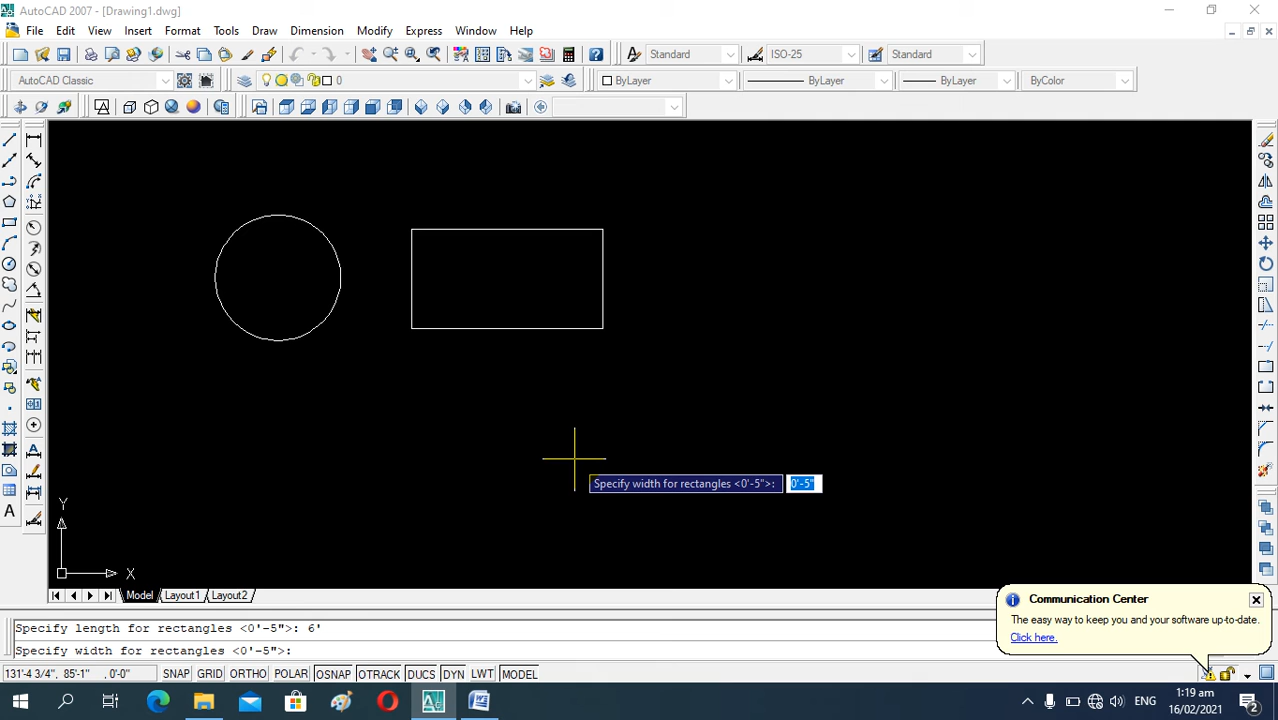 AutoCAD 2007 - [Drawing1.dwg]
File Edit View Insert Format Tools Draw Dimension Modify Express Window Help
Standard ISO-25 Standard
AutoCAD Classic 0 ByLayer ByLayer ByLayer ByColor
A
Specify width for rectangles <0'-5">: 0'-5"
Y
X
Model Layout1 Layout2
Communication Center
The easy way to keep you and your software up-to-date.
Click here.
Specify length for rectangles <0'-5">: 6'
Specify width for rectangles <0'-5">:
131'-4 3/4", 85'-1" , 0'-0" SNAP GRID ORTHO POLAR OSNAP OTRACK DUCS DYN LWT MODEL
ENG
1:19 am
16/02/2021
2